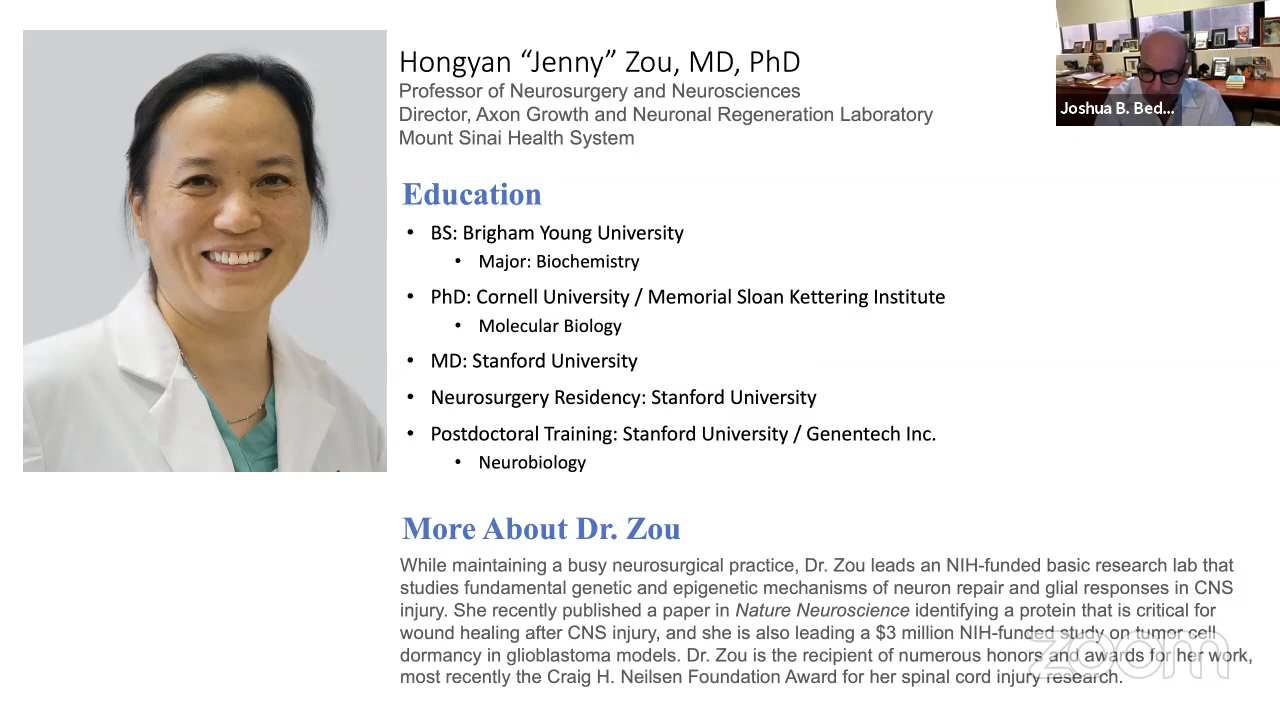 Hongyan “Jenny” Zou, MD, PhD
Professor of Neurosurgery and Neurosciences
Director, Axon Growth and Neuronal Regeneration Laboratory
Mount Sinai Health System
Joshua B. Bed...
Education
• BS: Brigham Young University
• Major: Biochemistry
• PhD: Cornell University / Memorial Sloan Kettering Institute
• Molecular Biology
• MD: Stanford University
• Neurosurgery Residency: Stanford University
• Postdoctoral Training: Stanford University / Genentech Inc.
• Neurobiology
More About Dr. Zou
While maintaining a busy neurosurgical practice, Dr. Zou leads an NIH-funded basic research lab that
studies fundamental genetic and epigenetic mechanisms of neuron repair and glial responses in CNS
injury. She recently published a paper in Nature Neuroscience identifying a protein that is critical for
wound healing after CNS injury, and she is also leading a $3 million NIH-funded study on tumor cell
dormancy in glioblastoma models. Dr. Zou is the recipient of numerous honors and awards for her work,
most recently the Craig H. Neilsen Foundation Award for her spinal cord injury research.
zoom